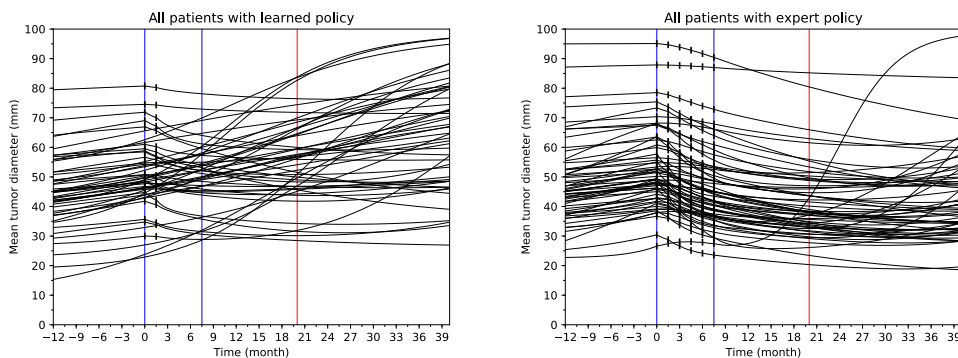 All patients with learned policy
100
90
80
70
60
50
40
30
20
10
0
Mean tumor diameter (mm)
−12 −9 −6 −3 0 3 6 9 12 15 18 21 24 27 30 33 36 39
Time (month)
All patients with expert policy
100
90
80
70
60
50
40
30
20
10
0
Mean tumor diameter (mm)
−12 −9 −6 −3 0 3 6 9 12 15 18 21 24 27 30 33 36 39
Time (month)